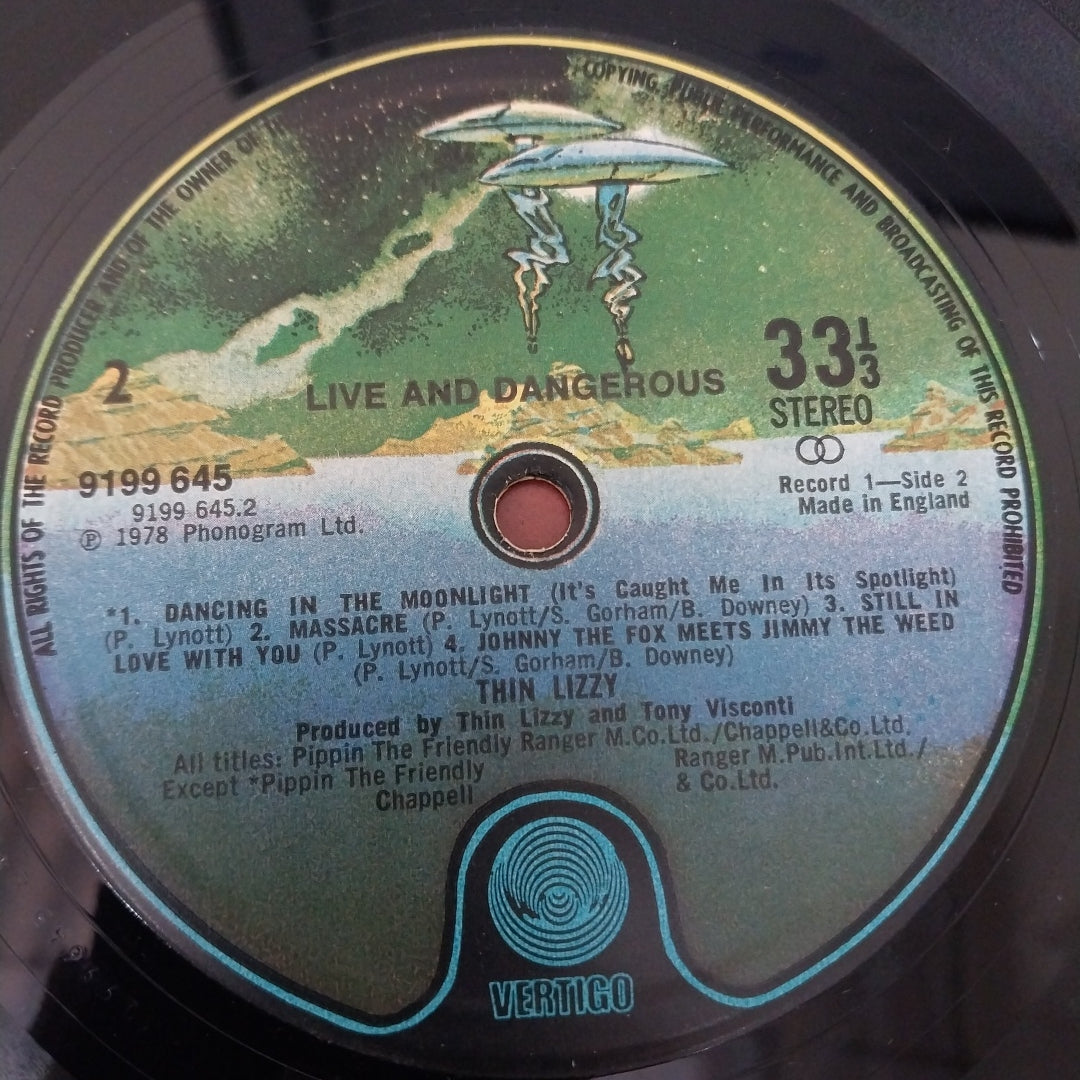 ALL RIGHTS OF THE RECORD PRODUCER AND OF THE OWNER OF
COPYING, PUBLIC PERFORMANCE AND BROADCASTING OF THIS RECORD PROHIBITED
2
LIVE AND DANGEROUS
33 1/3
STEREO
9199 645
9199 645.2
℗ 1978 Phonogram Ltd.
Record 1—Side 2
Made in England
*1. DANCING IN THE MOONLIGHT (It's Caught Me In Its Spotlight)
(P. Lynott) 2. MASSACRE (P. Lynott/S. Gorham/B. Downey) 3. STILL IN
LOVE WITH YOU (P. Lynott) 4. JOHNNY THE FOX MEETS JIMMY THE WEED
(P. Lynott/S. Gorham/B. Downey)
THIN LIZZY
Produced by Thin Lizzy and Tony Visconti
All titles: Pippin The Friendly Ranger M.Co.Ltd./Chappell&Co.Ltd.
Except *Pippin The Friendly Ranger M.Pub.Int.Ltd./
Chappell & Co.Ltd.
VERTIGO